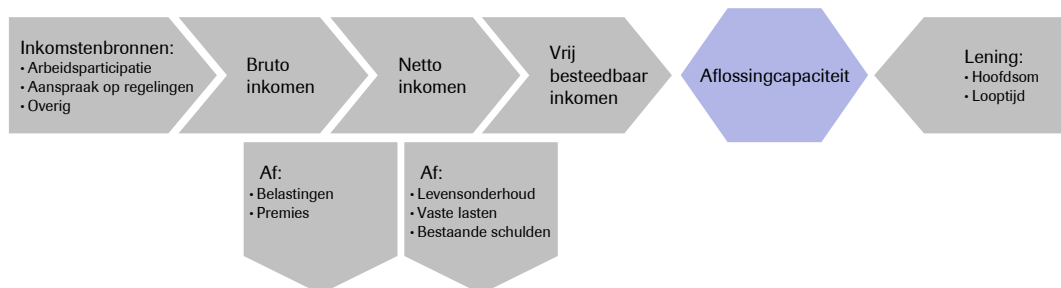 Inkomstenbronnen:
• Arbeidsparticipatie
• Aanspraak op regelingen
• Overig
Bruto
inkomen
Netto
inkomen
Vrij
besteedbaar
inkomen
Aflossingcapaciteit
Lening:
• Hoofdsom
• Looptijd
Af:
• Belastingen
• Premies
Af:
• Levensonderhoud
• Vaste lasten
• Bestaande schulden